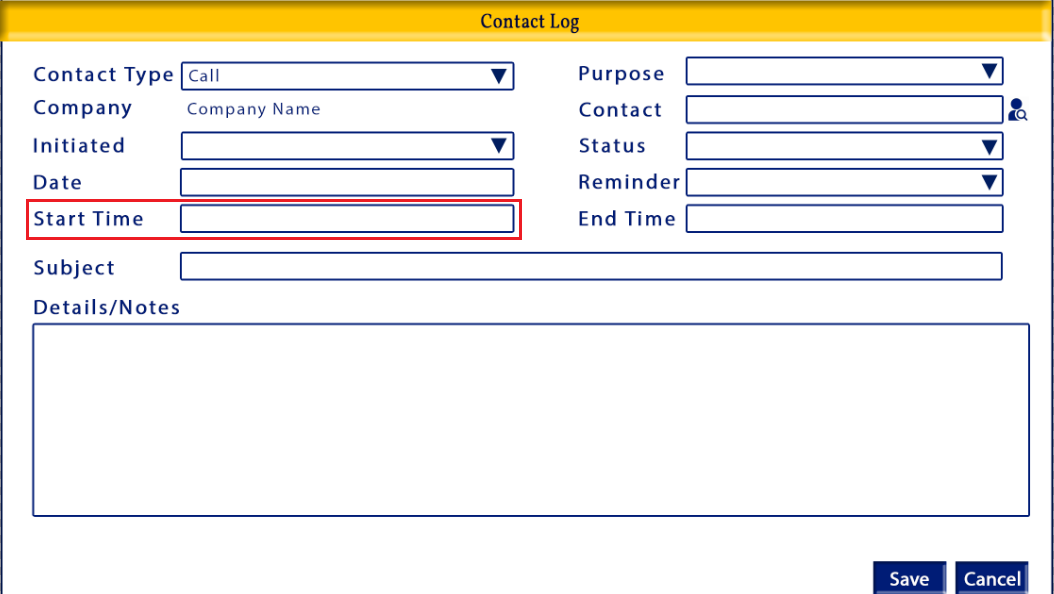 Contact Log
Contact Type Call Purpose
Company Company Name Contact
Initiated Status
Date Reminder
Start Time End Time
Subject
Details/Notes
Save Cancel